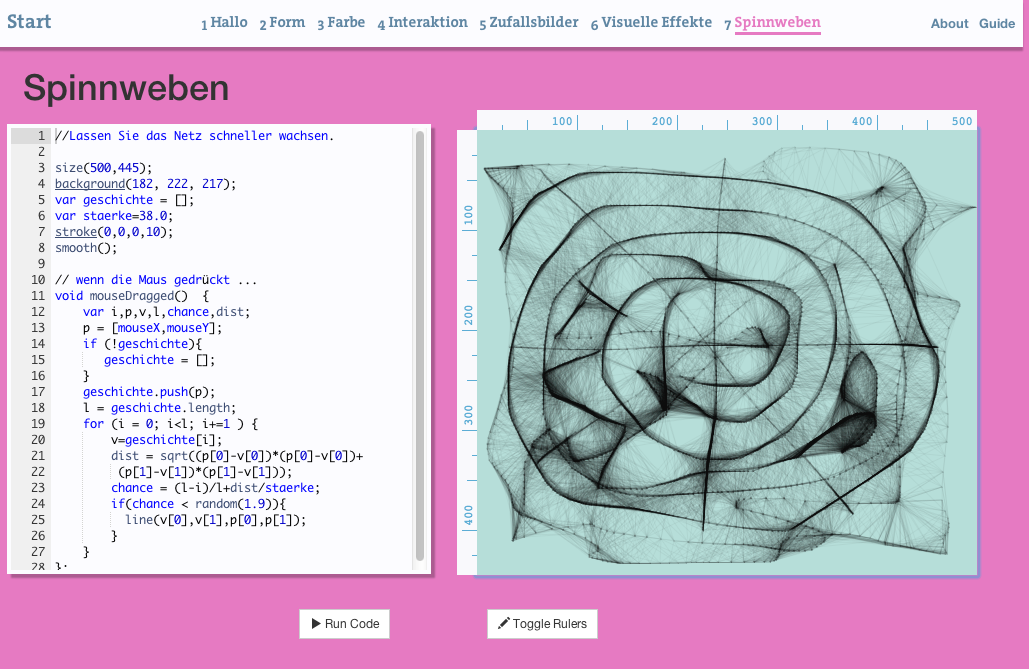 Start 1 Hallo 2 Form 3 Farbe 4 Interaktion 5 Zufallsbilder 6 Visuelle Effekte 7 Spinnweben About Guide
Spinnweben
1 //Lassen Sie das Netz schneller wachsen.
2
3 size(500,445);
4 background(182, 222, 217);
5 var geschichte = [];
6 var staerke=38.0;
7 stroke(0,0,0,10);
8 smooth();
9
10 // wenn die Maus gedrückt ...
11 void mouseDragged() {
12 var i,p,v,l,chance,dist;
13 p = [mouseX,mouseY];
14 if (!geschichte){
15 geschichte = [];
16 }
17 geschichte.push(p);
18 l = geschichte.length;
19 for (i = 0; i<l; i+=1 ) {
20 v=geschichte[i];
21 dist = sqrt((p[0]-v[0])*(p[0]-v[0])+
22 (p[1]-v[1])*(p[1]-v[1]));
23 chance = (l-i)/l+dist/staerke;
24 if(chance < random(1.9)){
25 line(v[0],v[1],p[0],p[1]);
26 }
27 }
28 };
100 200 300 400 500
100
200
300
400
Run Code
Toggle Rulers